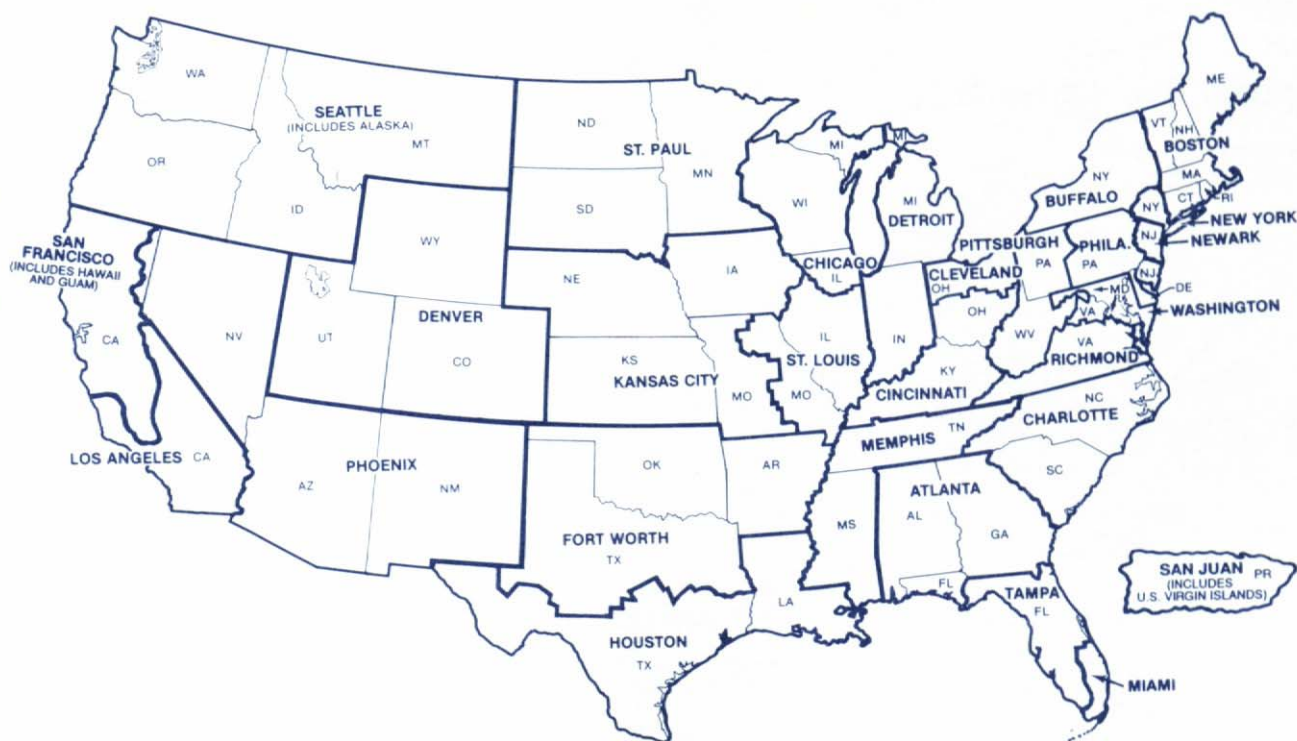 WA
SEATTLE
(INCLUDES ALASKA)
MT
OR
ID
ND
ST. PAUL
MN
SD
WY
MI
MI
WI
MI
DETROIT
ME
VT
NH
BOSTON
MA
CT
RI
NY
BUFFALO
NY
NEW YORK
NEWARK
NJ
SAN
FRANCISCO
(INCLUDES HAWAII
AND GUAM)
CA
NV
UT
DENVER
CO
NE
IA
CHICAGO
IL
CLEVELAND
OH
PITTSBURGH
PA
PHILA.
PA
NJ
DE
MD
WASHINGTON
VA
OH
WV
VA
RICHMOND
KS
KANSAS CITY
MO
IL
ST. LOUIS
MO
IN
KY
CINCINNATI
LOS ANGELES
CA
PHOENIX
AZ
NM
OK
AR
MEMPHIS
TN
NC
CHARLOTTE
SC
FORT WORTH
TX
MS
ATLANTA
AL
GA
FL
LA
HOUSTON
TX
TAMPA
FL
MIAMI
SAN JUAN
PR
(INCLUDES
U.S. VIRGIN ISLANDS)